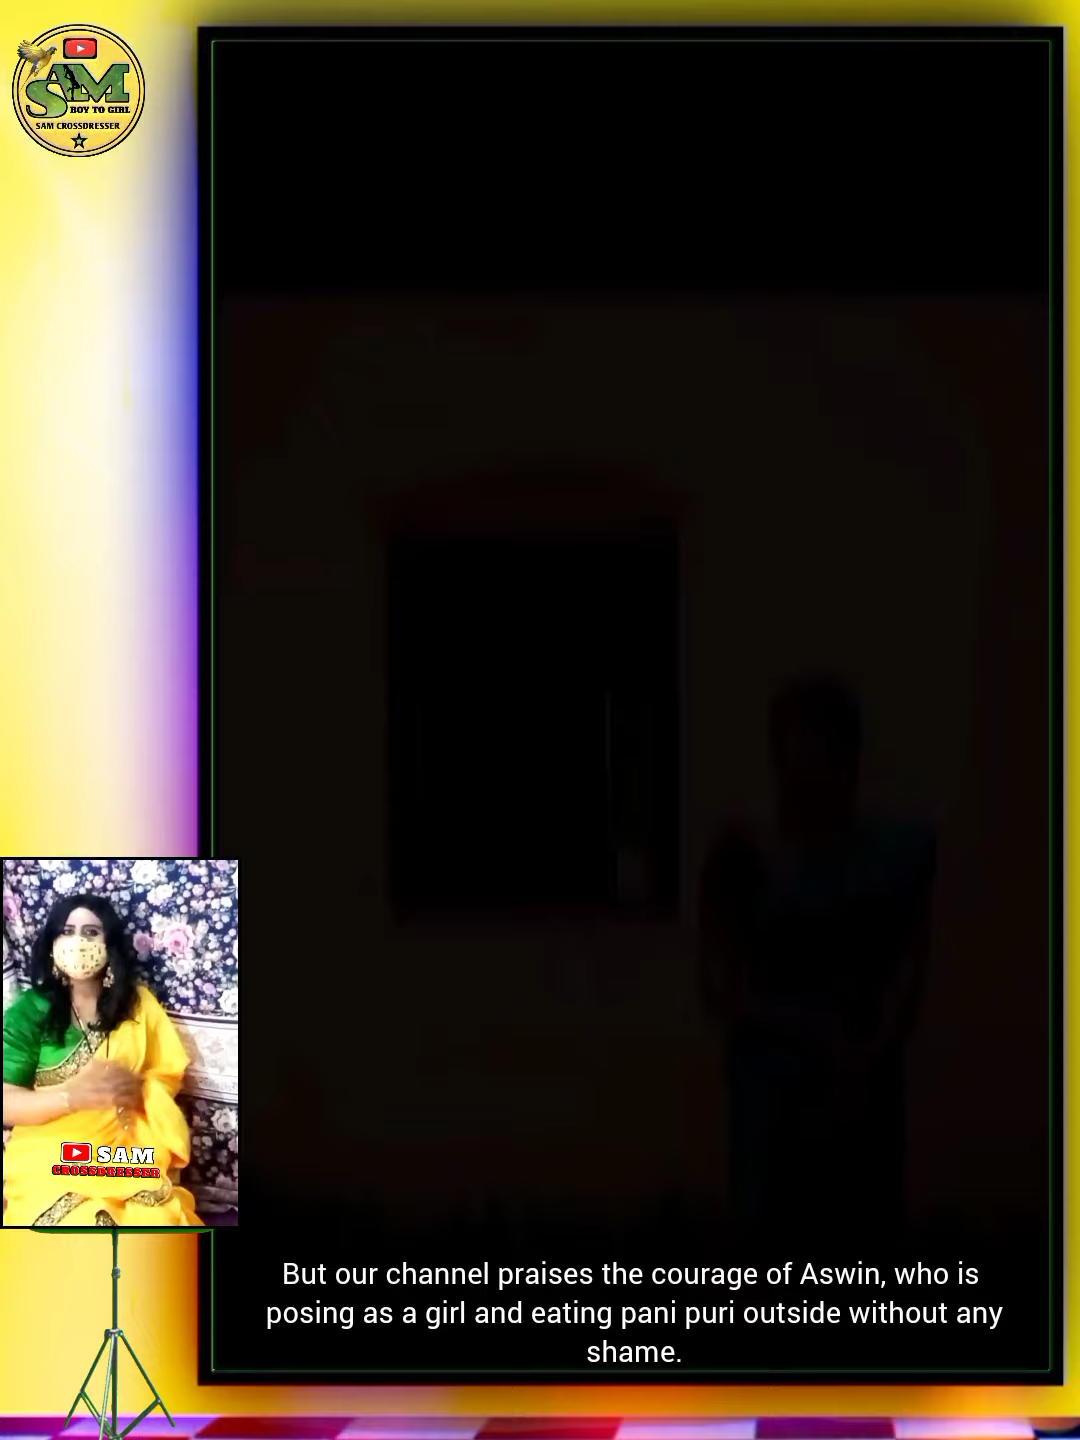 SAM
BOY TO GIRL
SAM CROSSDRESSER
SAM
CROSSDRESSER
But our channel praises the courage of Aswin, who is
posing as a girl and eating pani puri outside without any
shame.